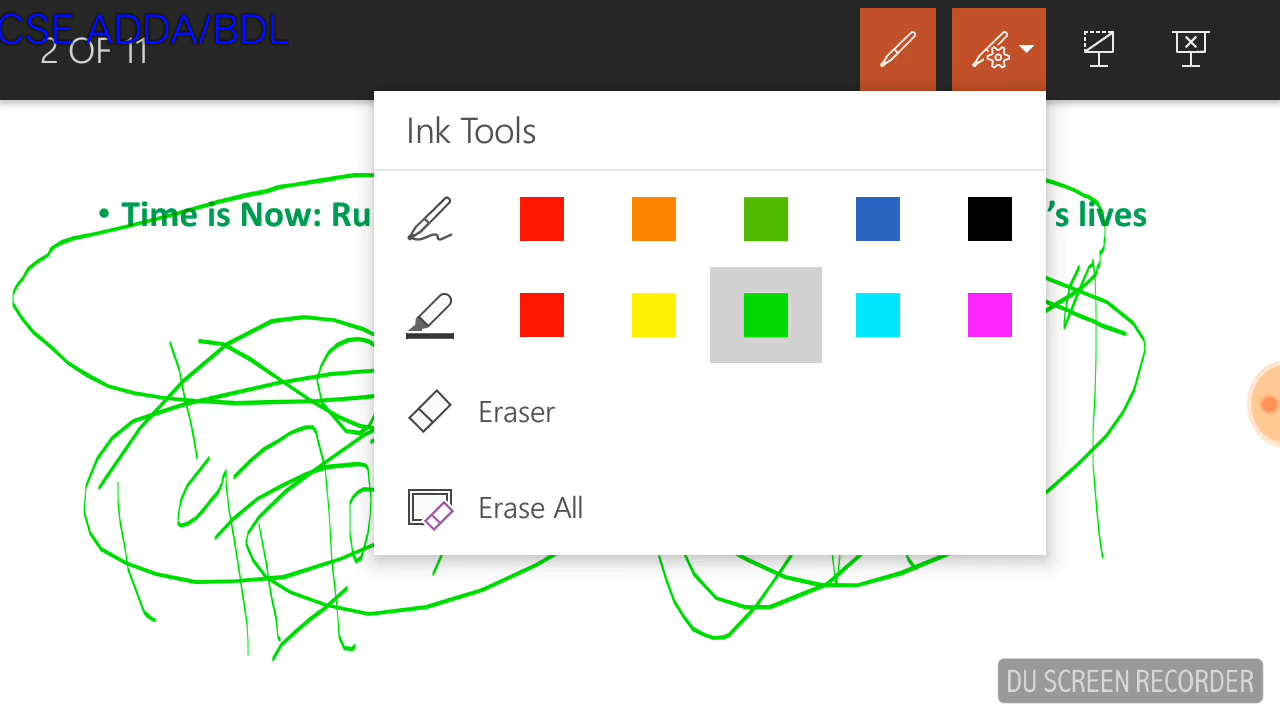 CSE ADDA/BDL
2 OF 11
Ink Tools
• Time is Now: Ru
's lives
Eraser
Erase All
DU SCREEN RECORDER